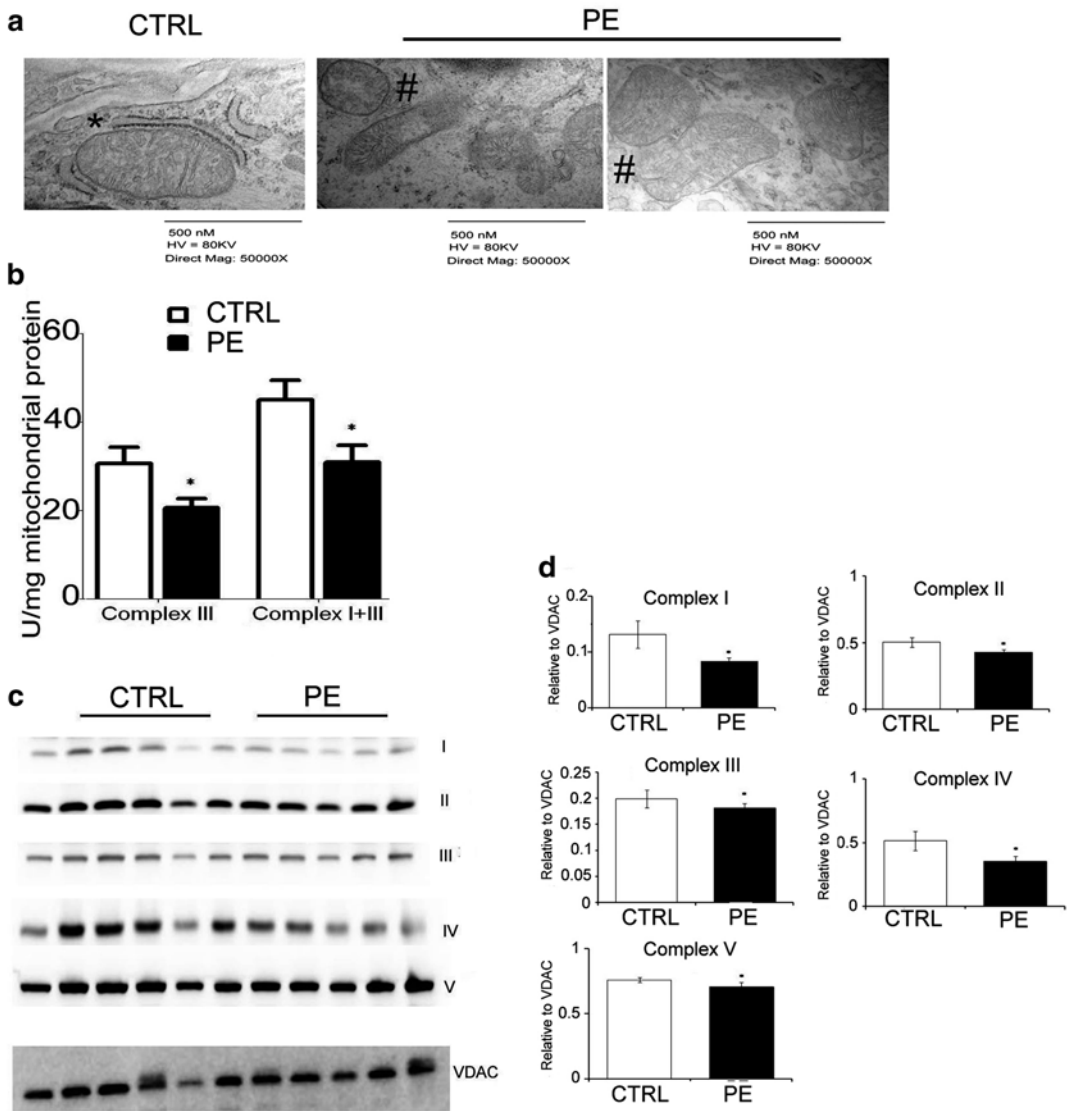 a
CTRL
PE
*
#
#
500 nM
HV = 80KV
Direct Mag: 50000X
500 nM
HV = 80KV
Direct Mag: 50000X
500 nM
HV = 80KV
Direct Mag: 50000X
b
CTRL
PE
U/mg mitochondrial protein
60
40
20
0
*
*
Complex III
Complex I+III
c
CTRL
PE
I
II
III
IV
V
VDAC
d
Complex I
Relative to VDAC
0.2
0.1
0
*
CTRL
PE
Complex II
Relative to VDAC
1
0.5
0
*
CTRL
PE
Complex III
Relative to VDAC
0.25
0.2
0.15
0.1
0.05
0
*
CTRL
PE
Complex IV
Relative to VDAC
1
0.5
0
*
CTRL
PE
Complex V
Relative to VDAC
1
0.5
0
*
CTRL
PE